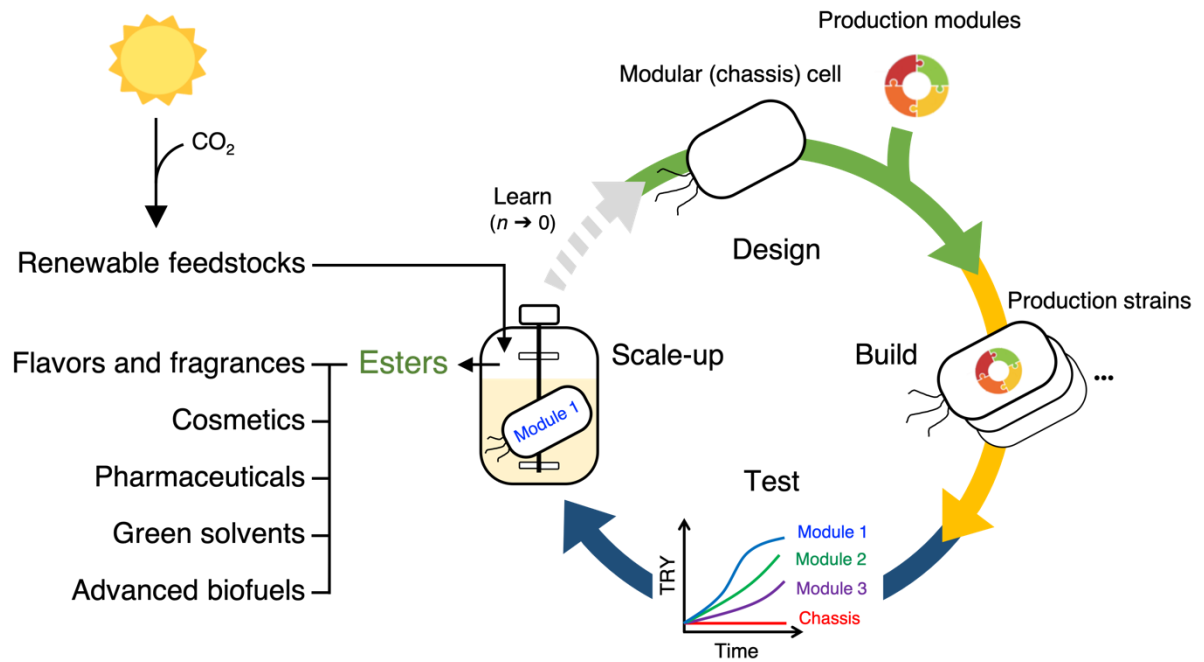 Production modules
Modular (chassis) cell
CO₂
Learn
(n → 0)
Renewable feedstocks
Design
Production strains
Flavors and fragrances
Esters
Scale-up
Build
...
Cosmetics
Module 1
Pharmaceuticals
Test
Green solvents
Advanced biofuels
TRY
Module 1
Module 2
Module 3
Chassis
Time